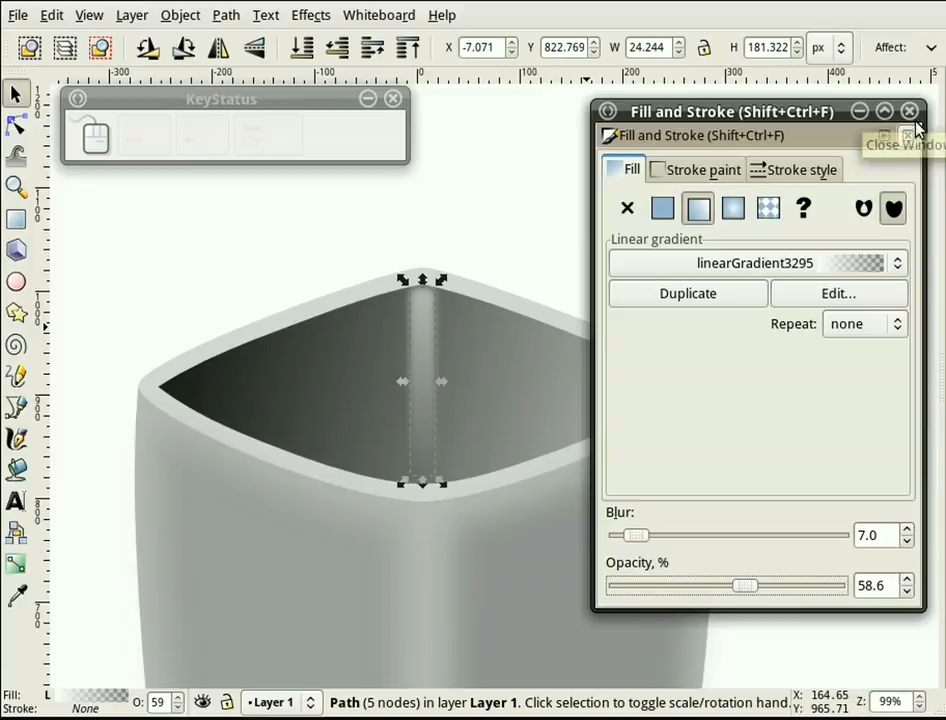 File Edit View Layer Object Path Text Effects Whiteboard Help
X -7.071 Y 822.769 W 24.244 H 181.322 px Affect:
-300 -200 -100 0 100 200 300 400 5
KeyStatus
Fill and Stroke (Shift+Ctrl+F)
Fill and Stroke (Shift+Ctrl+F)
Close Windo
Fill Stroke paint Stroke style
?
Linear gradient
linearGradient3295
Duplicate Edit...
Repeat: none
Blur:
7.0
Opacity, %
58.6
Fill: L O: 59 Layer 1 Path (5 nodes) in layer Layer 1. Click selection to toggle scale/rotation hand. X: 164.65 Z: 99%
Stroke: None Y: 965.71